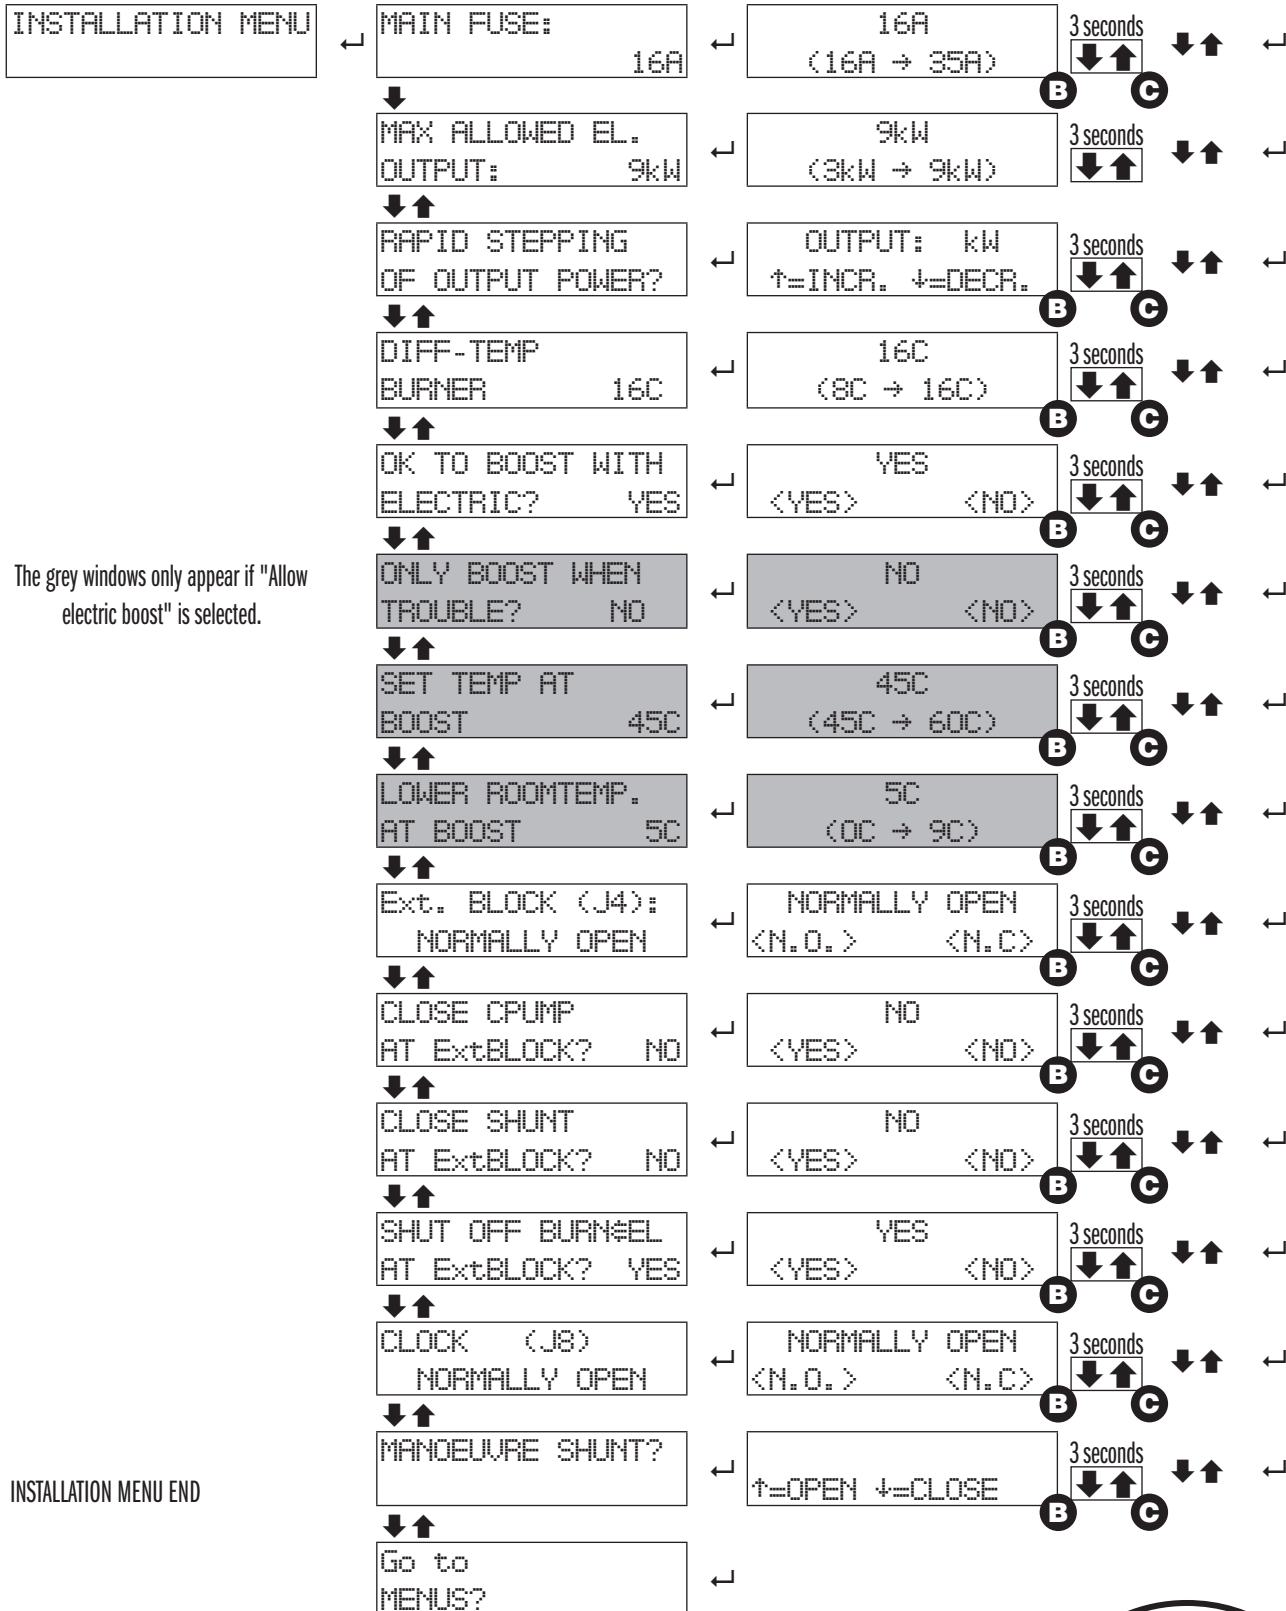 INSTALLATION MENU
MAIN FUSE:
16A
16A
(16A → 35A)
3 seconds
B C
MAX ALLOWED EL.
OUTPUT: 9kW
9kW
(3kW → 9kW)
3 seconds
RAPID STEPPING
OF OUTPUT POWER?
OUTPUT: kW
↑=INCR. ↓=DECR.
3 seconds
B C
DIFF-TEMP
BURNER 16C
16C
(8C → 16C)
3 seconds
B C
OK TO BOOST WITH
ELECTRIC? YES
YES
<YES> <NO>
3 seconds
B C
The grey windows only appear if "Allow
electric boost" is selected.
ONLY BOOST WHEN
TROUBLE? NO
NO
<YES> <NO>
3 seconds
B C
SET TEMP AT
BOOST 45C
45C
(45C → 60C)
3 seconds
B C
LOWER ROOMTEMP.
AT BOOST 5C
5C
(0C → 9C)
3 seconds
B C
Ext. BLOCK (J4):
NORMALLY OPEN
NORMALLY OPEN
<N.O.> <N.C>
3 seconds
B C
CLOSE CPUMP
AT ExtBLOCK? NO
NO
<YES> <NO>
3 seconds
B C
CLOSE SHUNT
AT ExtBLOCK? NO
NO
<YES> <NO>
3 seconds
B C
SHUT OFF BURN&EL
AT ExtBLOCK? YES
YES
<YES> <NO>
3 seconds
B C
CLOCK (J8)
NORMALLY OPEN
NORMALLY OPEN
<N.O.> <N.C>
3 seconds
B C
MANOEUVRE SHUNT?
↑=OPEN ↓=CLOSE
3 seconds
B C
INSTALLATION MENU END
Go to
MENUS?